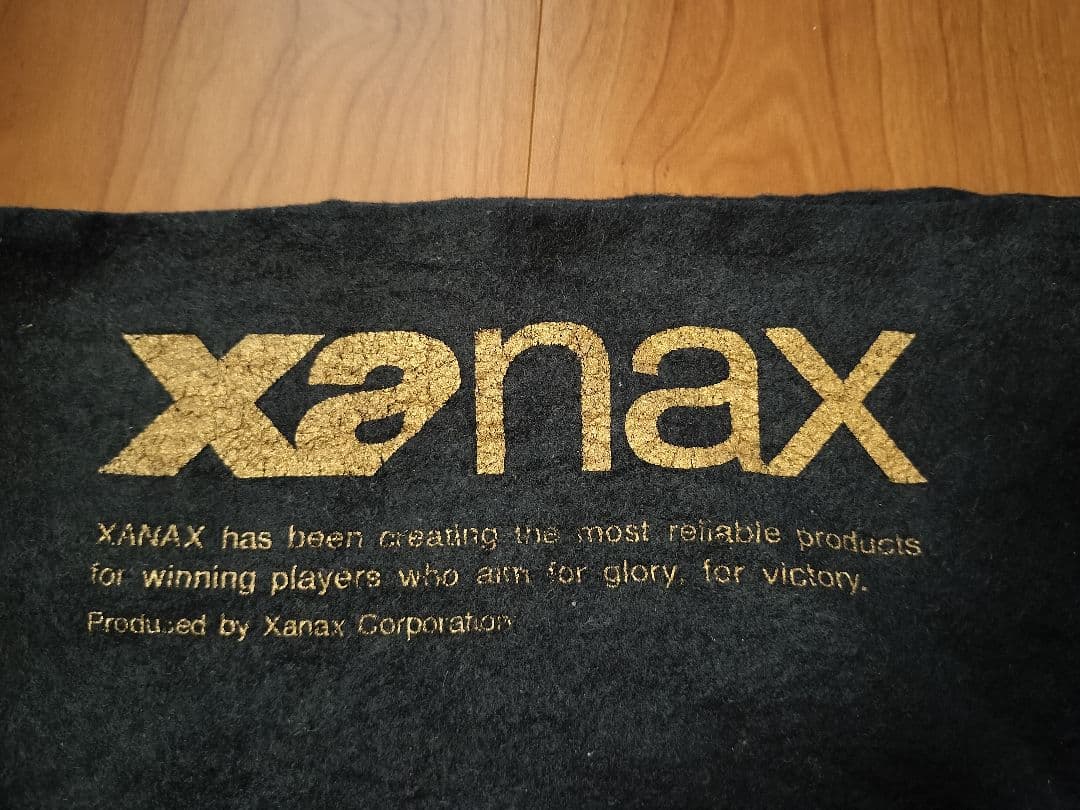 xanax
XANAX has been creating the most reliable products
for winning players who aim for glory, for victory.
Produced by Xanax Corporation